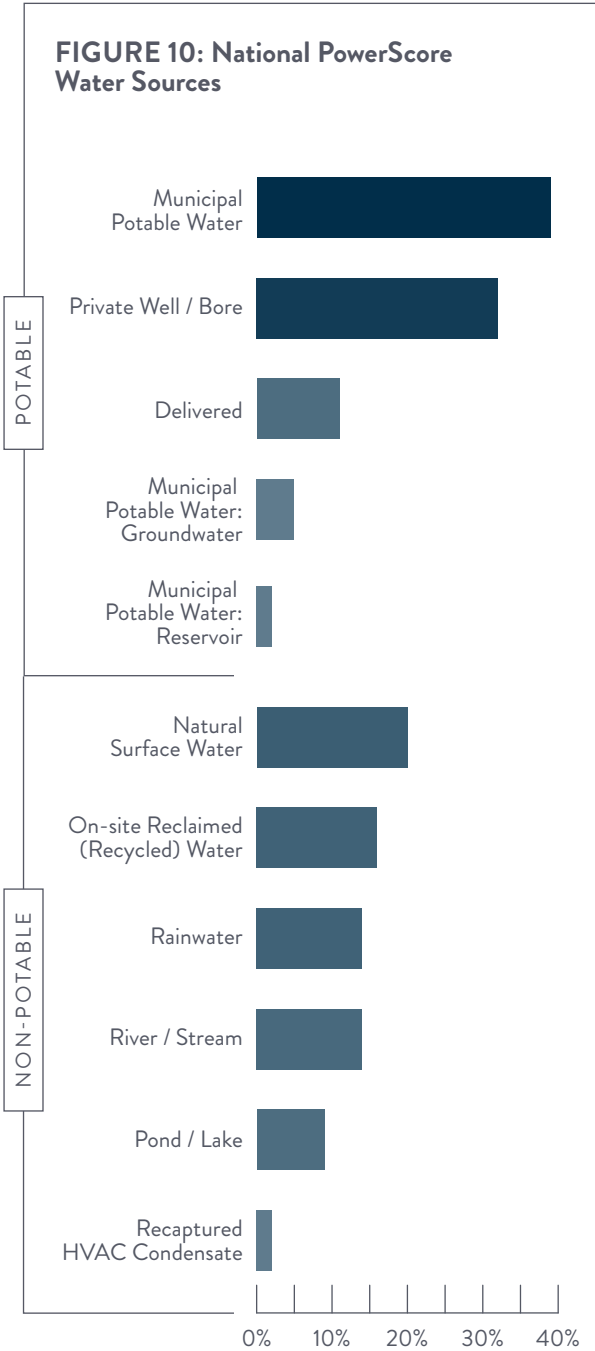 FIGURE 10: National PowerScore
Water Sources
POTABLE
Municipal
Potable Water
Private Well / Bore
Delivered
Municipal
Potable Water:
Groundwater
Municipal
Potable Water:
Reservoir
NON-POTABLE
Natural
Surface Water
On-site Reclaimed
(Recycled) Water
Rainwater
River / Stream
Pond / Lake
Recaptured
HVAC Condensate
0% 10% 20% 30% 40%